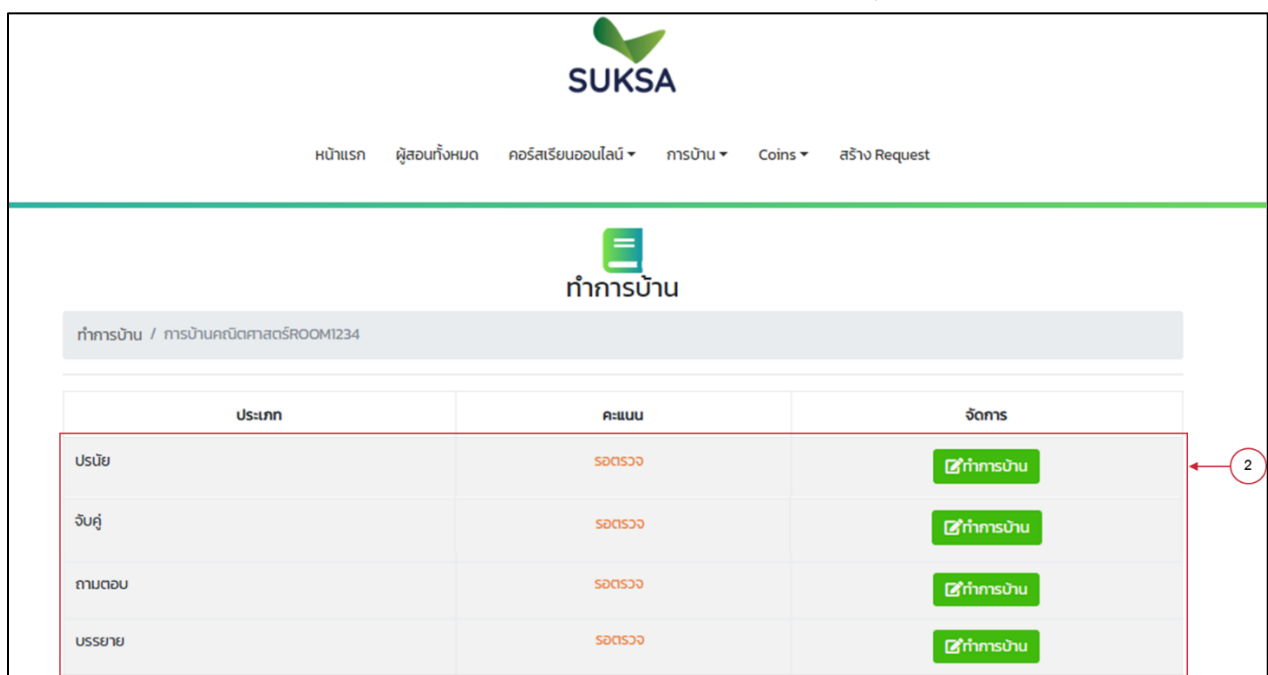 SUKSA
หน้าแรก ผู้สอนทั้งหมด คอร์สเรียนออนไลน์ การบ้าน Coins สร้าง Request
ทำการบ้าน
ทำการบ้าน / การบ้านคณิตศาสตร์ROOM1234
ประเภท คะแนน จัดการ
ปรนัย รอตรวจ ทำการบ้าน 2
จับคู่ รอตรวจ ทำการบ้าน
ถามตอบ รอตรวจ ทำการบ้าน
บรรยาย รอตรวจ ทำการบ้าน